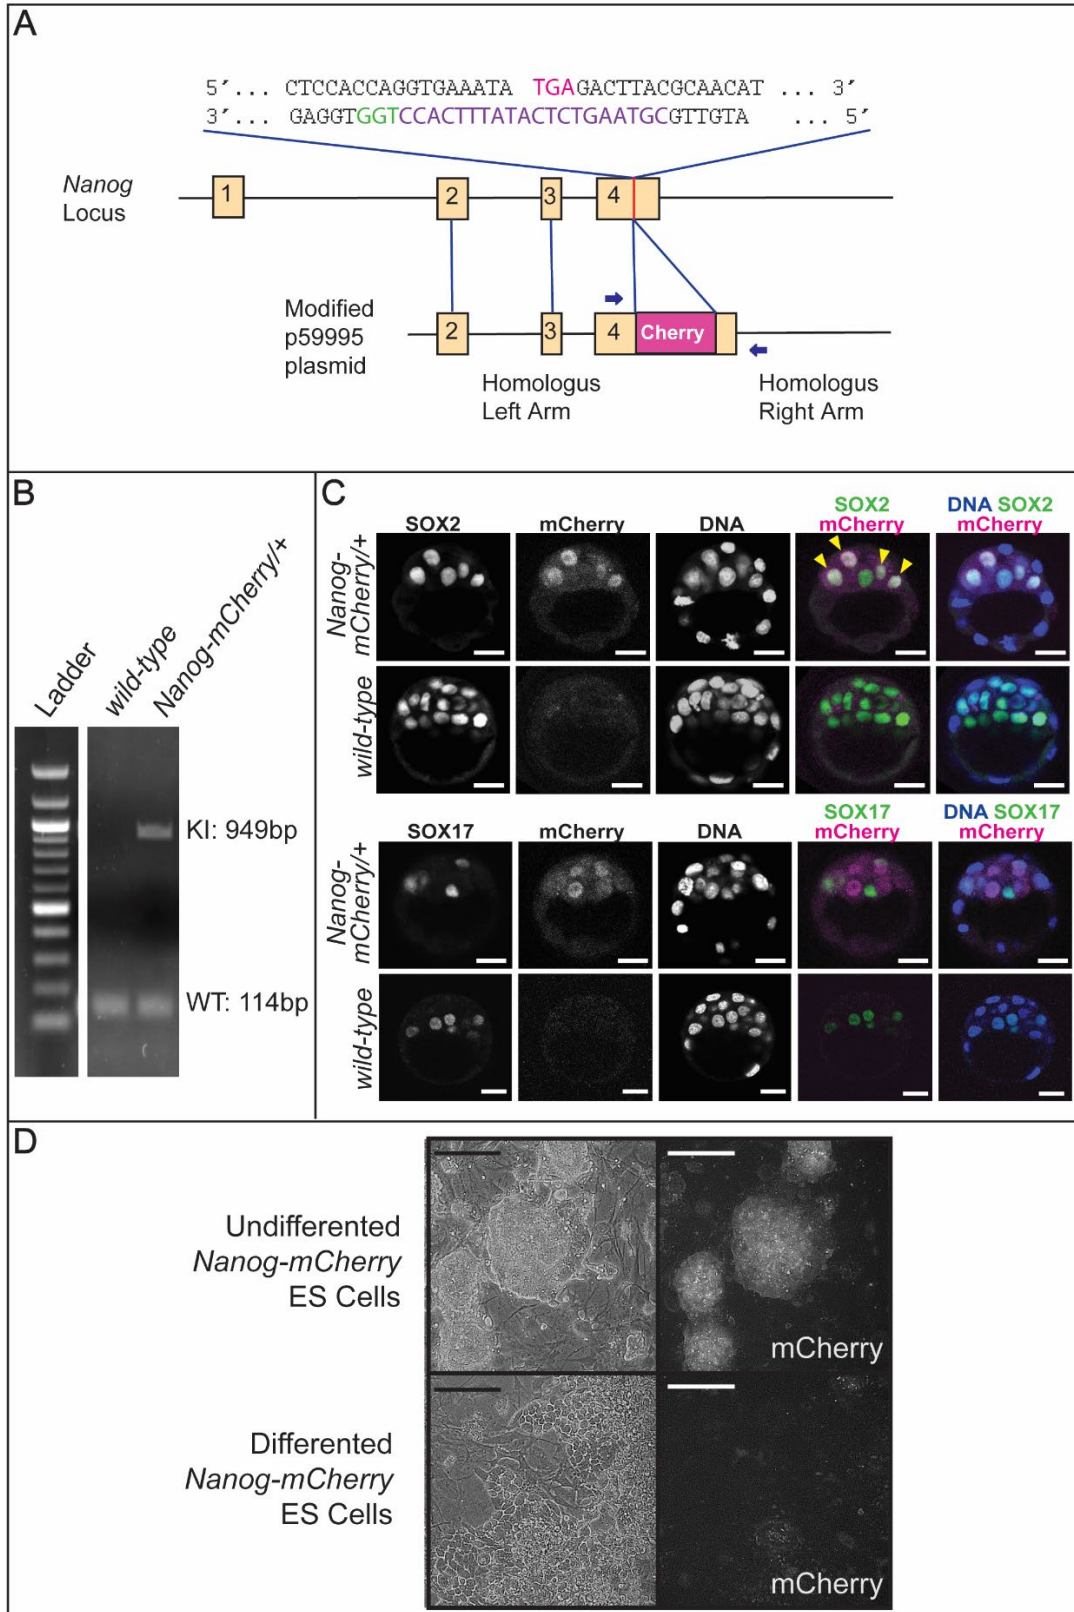 A
5´... CTCCACCAGGTGAAATA TGAGACTTACGCAACAT ... 3´
3´... GAGGTGGTCCACTTTATACTCTGAATGCGTTGTA ... 5´
Nanog
Locus
1
2
3
4
Modified
p59995
plasmid
2
3
4
Cherry
Homologus
Left Arm
Homologus
Right Arm
B
Ladder
wild-type
Nanog-mCherry/+
KI: 949bp
WT: 114bp
C
SOX2
mCherry
DNA
SOX2
mCherry
DNA SOX2
mCherry
Nanog-
mCherry/+
wild-type
SOX17
mCherry
DNA
SOX17
mCherry
DNA SOX17
mCherry
Nanog-
mCherry/+
wild-type
D
Undifferented
Nanog-mCherry
ES Cells
mCherry
Differented
Nanog-mCherry
ES Cells
mCherry